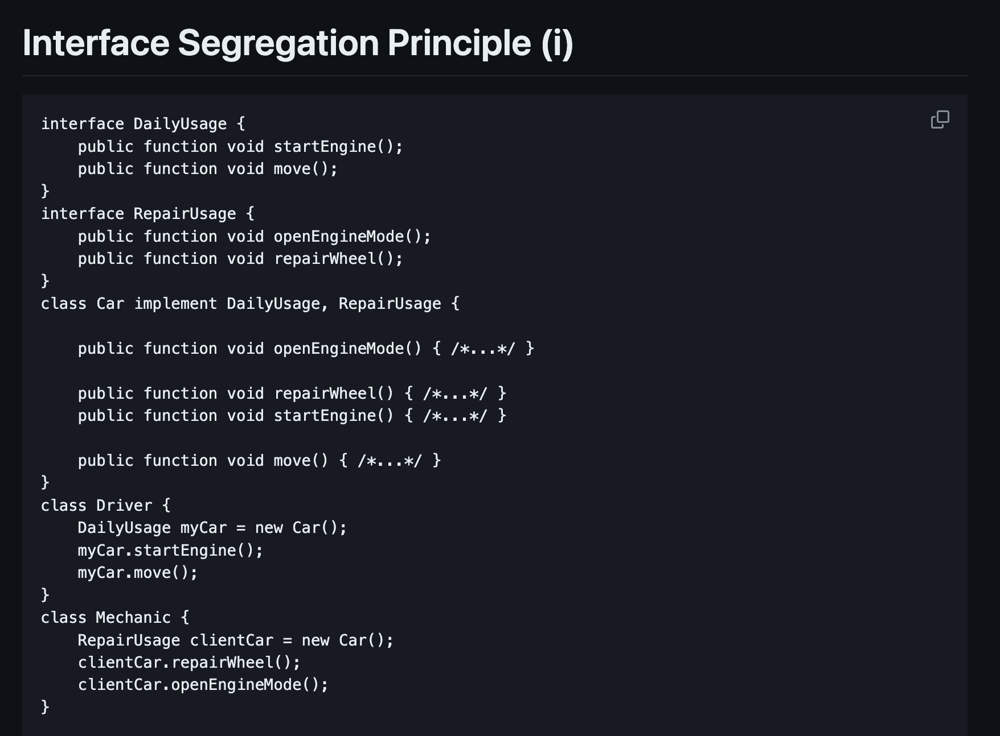 Interface Segregation Principle (i)
interface DailyUsage {
    public function void startEngine();
    public function void move();
}
interface RepairUsage {
    public function void openEngineMode();
    public function void repairWheel();
}
class Car implement DailyUsage, RepairUsage {
    public function void openEngineMode() { /*...*/ }
    public function void repairWheel() { /*...*/ }
    public function void startEngine() { /*...*/ }
    public function void move() { /*...*/ }
}
class Driver {
    DailyUsage myCar = new Car();
    myCar.startEngine();
    myCar.move();
}
class Mechanic {
    RepairUsage clientCar = new Car();
    clientCar.repairWheel();
    clientCar.openEngineMode();
}